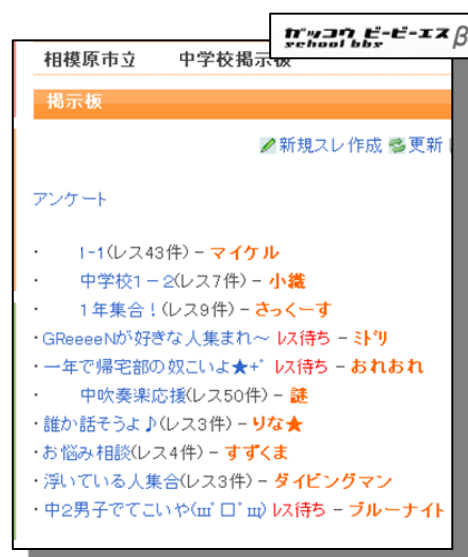 ガッコウ ビービーエス β
school bbs
相模原市立 中学校掲示板
掲示板
新規スレ作成 更新
アンケート
・ 1-1(レス43件) − マイケル
・ 中学校1−2(レス7件) − 小織
・ 1年集合！(レス9件) − さっくーす
・GReeeeNが好きな人集まれ〜 レス待ち − ミドリ
・一年で帰宅部の奴こいよ★+ﾟ レス待ち − おれおれ
・ 中吹奏楽応援(レス50件) − 謎
・誰か話そうよ♪(レス3件) − りな★
・お悩み相談(レス4件) − すずくま
・浮いている人集合(レス3件) − ダイビングマン
・中2男子でてこいや(ш゜□゜ш) レス待ち − ブルーナイト